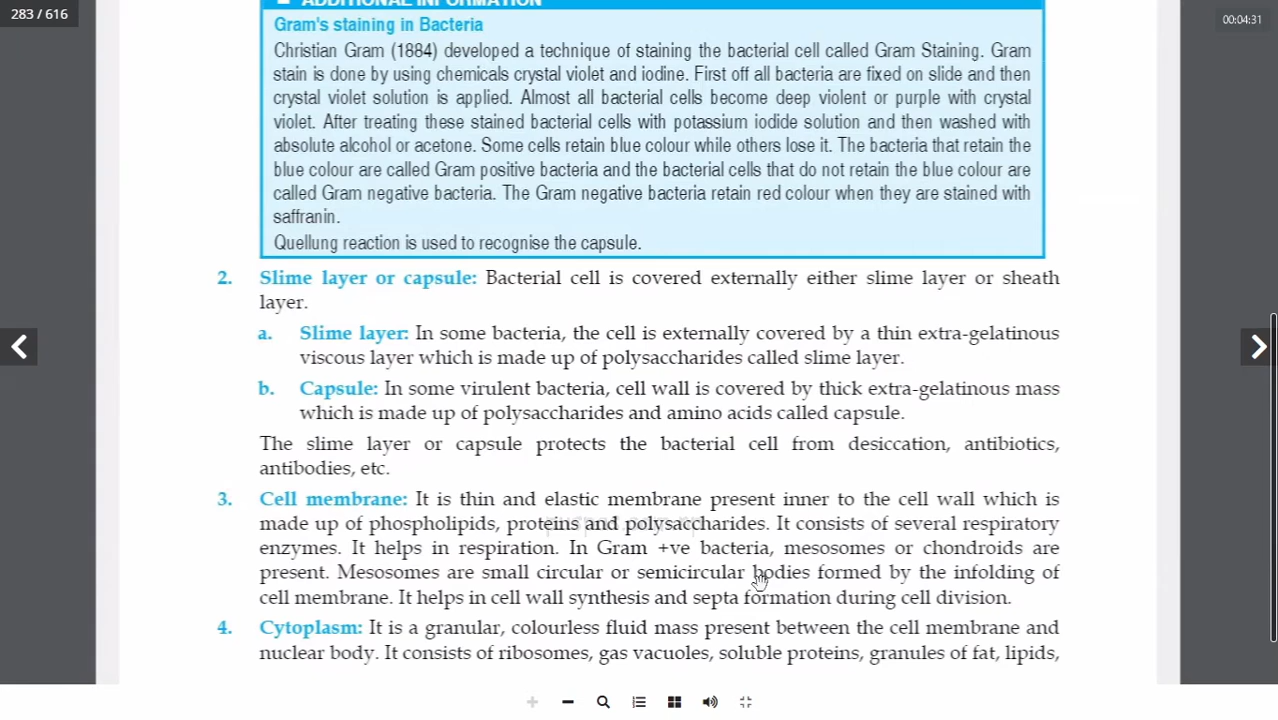 283 / 616
00:04:31
ADDITIONAL INFORMATION
Gram's staining in Bacteria
Christian Gram (1884) developed a technique of staining the bacterial cell called Gram Staining. Gram
stain is done by using chemicals crystal violet and iodine. First off all bacteria are fixed on slide and then
crystal violet solution is applied. Almost all bacterial cells become deep violent or purple with crystal
violet. After treating these stained bacterial cells with potassium iodide solution and then washed with
absolute alcohol or acetone. Some cells retain blue colour while others lose it. The bacteria that retain the
blue colour are called Gram positive bacteria and the bacterial cells that do not retain the blue colour are
called Gram negative bacteria. The Gram negative bacteria retain red colour when they are stained with
saffranin.
Quellung reaction is used to recognise the capsule.
2. Slime layer or capsule: Bacterial cell is covered externally either slime layer or sheath
layer.
a. Slime layer: In some bacteria, the cell is externally covered by a thin extra-gelatinous
viscous layer which is made up of polysaccharides called slime layer.
b. Capsule: In some virulent bacteria, cell wall is covered by thick extra-gelatinous mass
which is made up of polysaccharides and amino acids called capsule.
The slime layer or capsule protects the bacterial cell from desiccation, antibiotics,
antibodies, etc.
3. Cell membrane: It is thin and elastic membrane present inner to the cell wall which is
made up of phospholipids, proteins and polysaccharides. It consists of several respiratory
enzymes. It helps in respiration. In Gram +ve bacteria, mesosomes or chondroids are
present. Mesosomes are small circular or semicircular bodies formed by the infolding of
cell membrane. It helps in cell wall synthesis and septa formation during cell division.
4. Cytoplasm: It is a granular, colourless fluid mass present between the cell membrane and
nuclear body. It consists of ribosomes, gas vacuoles, soluble proteins, granules of fat, lipids,